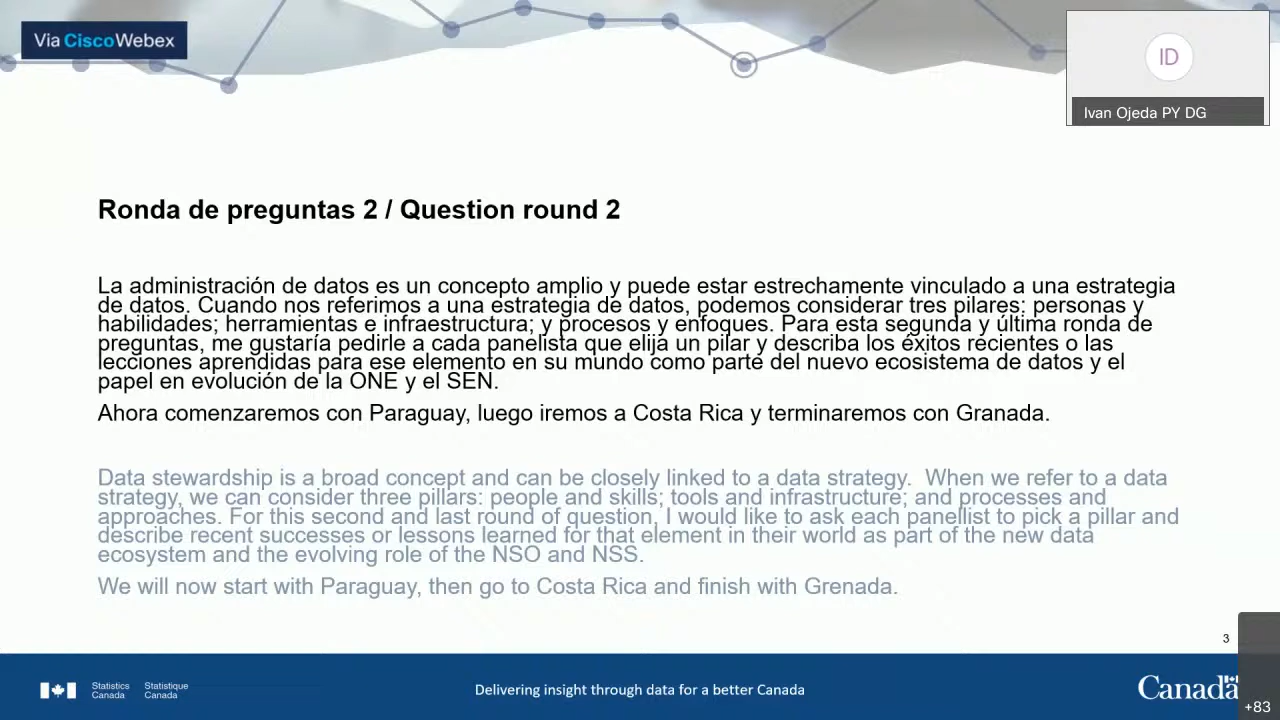 Via CiscoWebex
ID
Ivan Ojeda PY DG
Ronda de preguntas 2 / Question round 2
La administración de datos es un concepto amplio y puede estar estrechamente vinculado a una estrategia
de datos. Cuando nos referimos a una estrategia de datos, podemos considerar tres pilares: personas y
habilidades; herramientas e infraestructura; y procesos y enfoques. Para esta segunda y última ronda de
preguntas, me gustaría pedirle a cada panelista que elija un pilar y describa los éxitos recientes o las
lecciones aprendidas para ese elemento en su mundo como parte del nuevo ecosistema de datos y el
papel en evolución de la ONE y el SEN.
Ahora comenzaremos con Paraguay, luego iremos a Costa Rica y terminaremos con Granada.
Data stewardship is a broad concept and can be closely linked to a data strategy.  When we refer to a data
strategy, we can consider three pillars: people and skills; tools and infrastructure; and processes and
approaches. For this second and last round of question, I would like to ask each panellist to pick a pillar and
describe recent successes or lessons learned for that element in their world as part of the new data
ecosystem and the evolving role of the NSO and NSS.
We will now start with Paraguay, then go to Costa Rica and finish with Grenada.
3
Statistics Canada
Statistique Canada
Delivering insight through data for a better Canada
Canada
+83